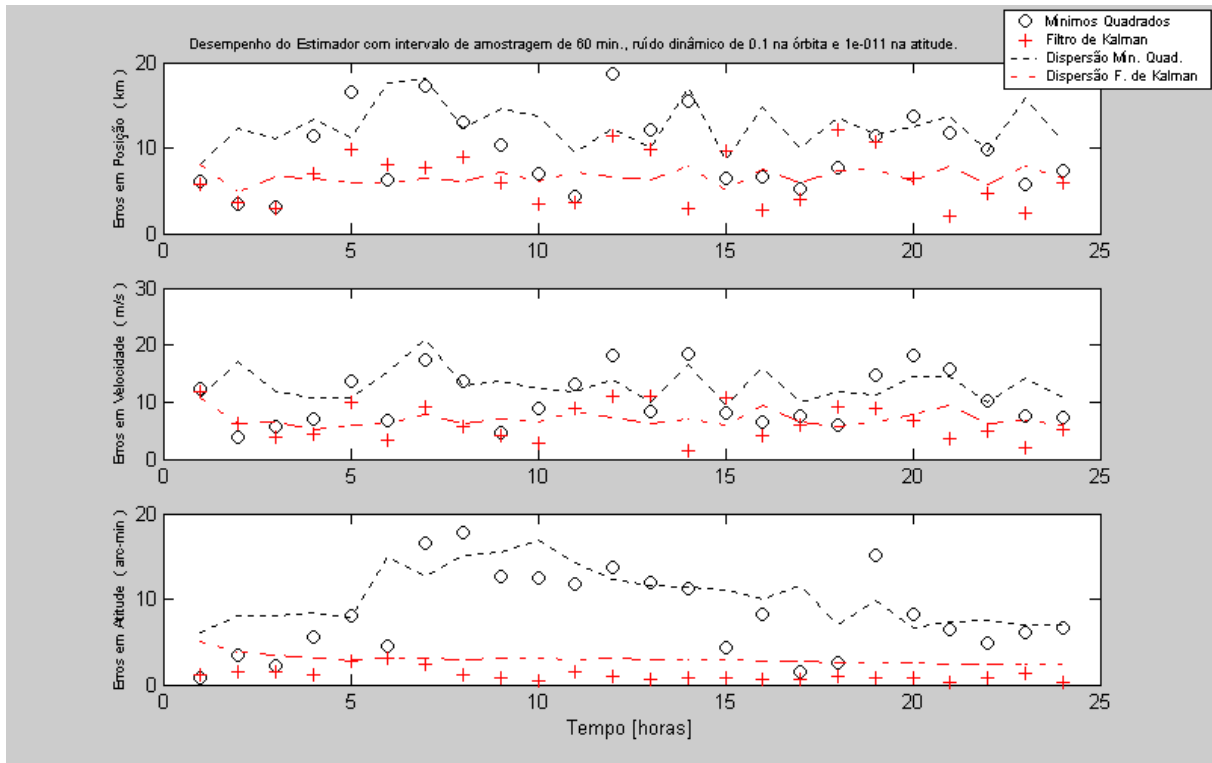 Mínimos Quadrados
Filtro de Kalman
Dispersão Mín. Quad.
Dispersão F. de Kalman
Desempenho do Estimador com intervalo de amostragem de 60 min., ruído dinâmico de 0.1 na órbita e 1e-011 na atitude.
Erros em Posição ( km )
20
10
0
0 5 10 15 20 25
Erros em Velocidade ( m/s )
30
20
10
0
0 5 10 15 20 25
Erros em Atitude ( arc-min )
20
10
0
0 5 10 15 20 25
Tempo [horas]